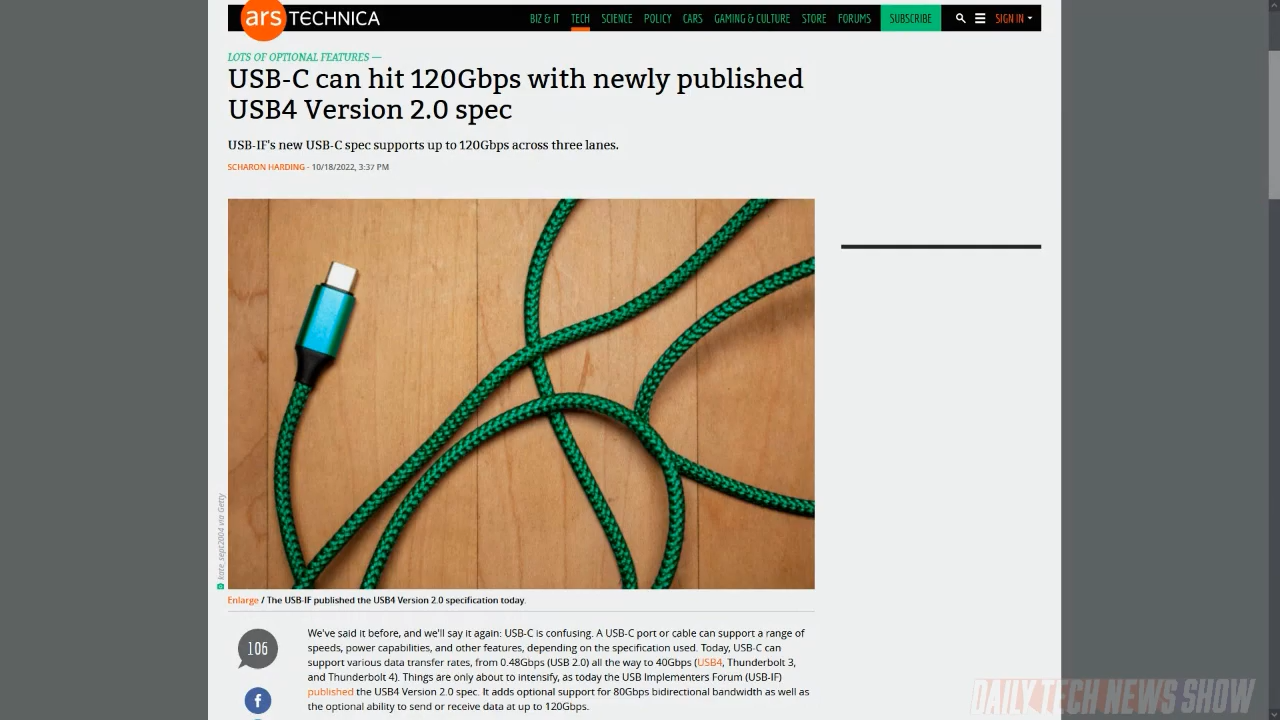 ars TECHNICA
BIZ & IT TECH SCIENCE POLICY CARS GAMING & CULTURE STORE FORUMS SUBSCRIBE SIGN IN
LOTS OF OPTIONAL FEATURES —
USB-C can hit 120Gbps with newly published
USB4 Version 2.0 spec
USB-IF's new USB-C spec supports up to 120Gbps across three lanes.
SCHARON HARDING - 10/18/2022, 3:37 PM
kate_sept2004 via Getty
Enlarge / The USB-IF published the USB4 Version 2.0 specification today.
106
We've said it before, and we'll say it again: USB-C is confusing. A USB-C port or cable can support a range of
speeds, power capabilities, and other features, depending on the specification used. Today, USB-C can
support various data transfer rates, from 0.48Gbps (USB 2.0) all the way to 40Gbps (USB4, Thunderbolt 3,
and Thunderbolt 4). Things are only about to intensify, as today the USB Implementers Forum (USB-IF)
published the USB4 Version 2.0 spec. It adds optional support for 80Gbps bidirectional bandwidth as well as
the optional ability to send or receive data at up to 120Gbps.
f
DAILY TECH NEWS SHOW